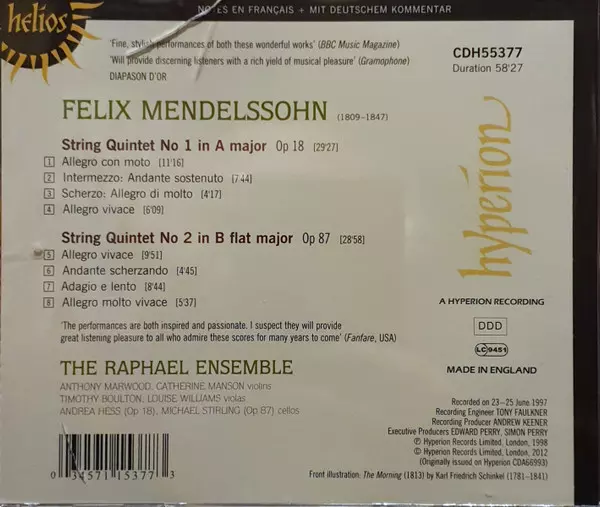 NOTES EN FRANÇAIS + MIT DEUTSCHEM KOMMENTAR
helios
'Fine, stylish performances of both these wonderful works' (BBC Music Magazine)
'Will provide discerning listeners with a rich yield of musical pleasure' (Gramophone)
DIAPASON D'OR
CDH55377
Duration 58'27
FELIX MENDELSSOHN (1809–1847)
String Quintet No 1 in A major Op 18 [29'27]
1 Allegro con moto [11'16]
2 Intermezzo: Andante sostenuto [7'44]
3 Scherzo: Allegro di molto [4'17]
4 Allegro vivace [6'09]
String Quintet No 2 in B flat major Op 87 [28'58]
5 Allegro vivace [9'51]
6 Andante scherzando [4'45]
7 Adagio e lento [8'44]
8 Allegro molto vivace [5'37]
hyperion
'The performances are both inspired and passionate. I suspect they will provide
great listening pleasure to all who admire these scores for many years to come' (Fanfare, USA)
THE RAPHAEL ENSEMBLE
ANTHONY MARWOOD, CATHERINE MANSON violins
TIMOTHY BOULTON, LOUISE WILLIAMS violas
ANDREA HESS (Op 18), MICHAEL STIRLING (Op 87) cellos
A HYPERION RECORDING
DDD
LC 9451
MADE IN ENGLAND
Recorded on 23–25 June 1997
Recording Engineer TONY FAULKNER
Recording Producer ANDREW KEENER
Executive Producers EDWARD PERRY, SIMON PERRY
℗ Hyperion Records Limited, London, 1998
© Hyperion Records Limited, London, 2012
(Originally issued on Hyperion CDA66993)
Front illustration: The Morning (1813) by Karl Friedrich Schinkel (1781–1841)
0 34571 15377 3